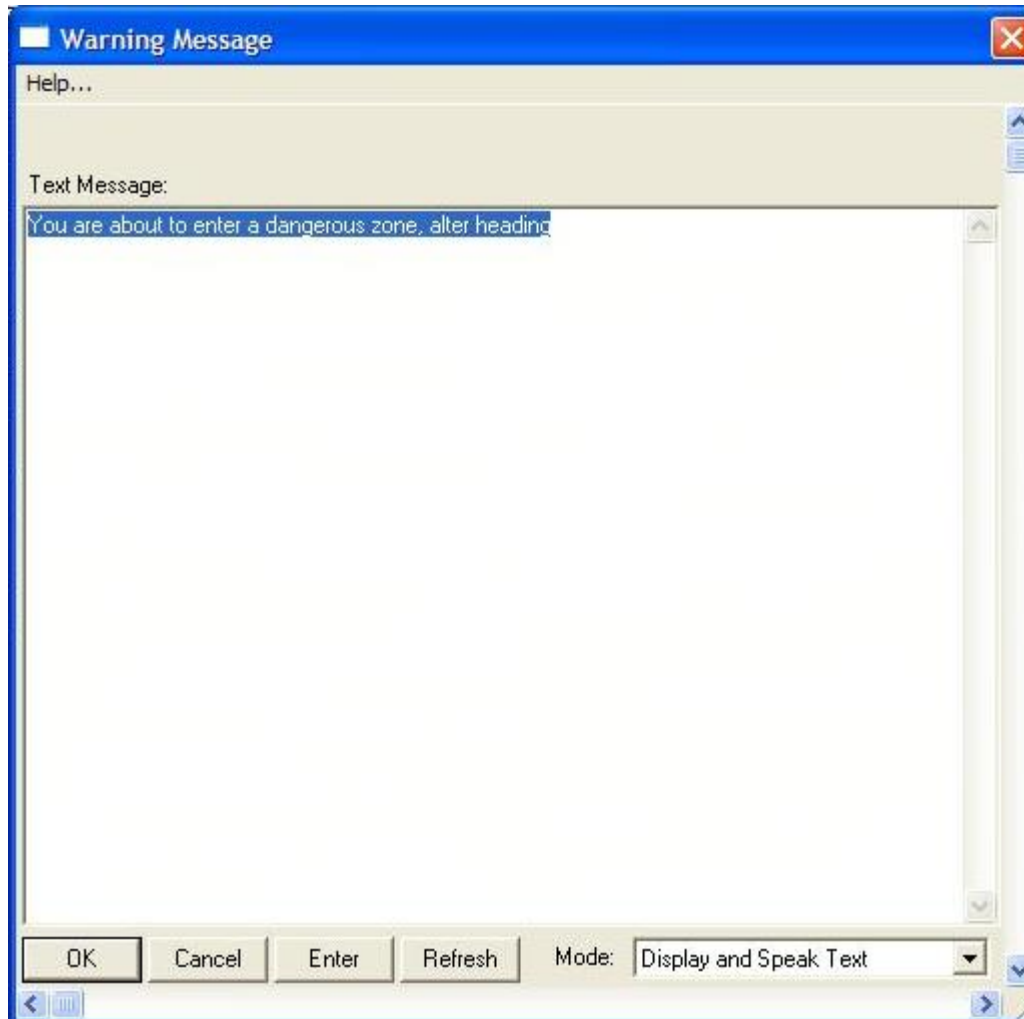 Warning Message
Help...
Text Message:
You are about to enter a dangerous zone, alter heading
OK Cancel Enter Refresh Mode: Display and Speak Text